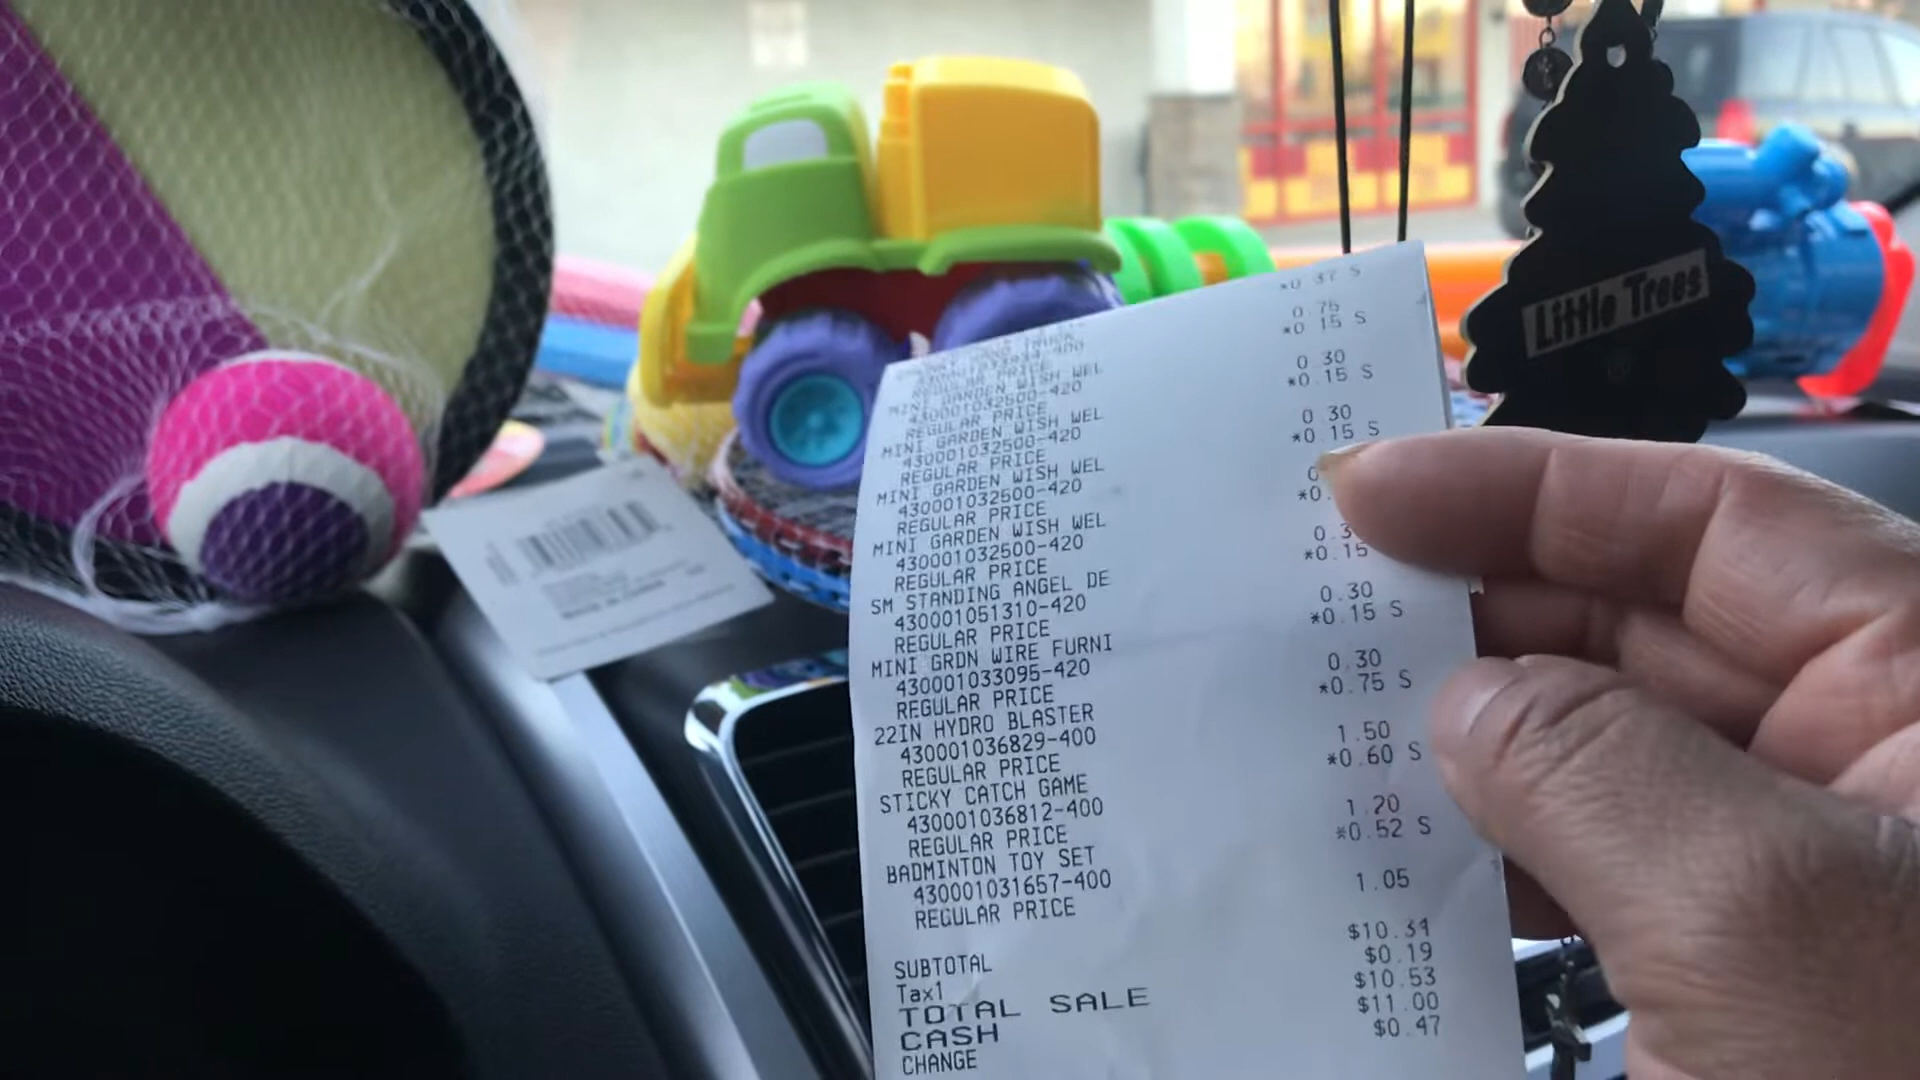 *0.37 S
0.75
MINI GARDEN WISH WEL *0.15 S
430001032500-420
REGULAR PRICE 0.30
MINI GARDEN WISH WEL *0.15 S
430001032500-420
REGULAR PRICE 0.30
MINI GARDEN WISH WEL *0.15 S
430001032500-420
REGULAR PRICE
MINI GARDEN WISH WEL
430001032500-420
REGULAR PRICE
SM STANDING ANGEL DE *0.15
430001051310-420
REGULAR PRICE 0.30
MINI GRDN WIRE FURNI *0.15 S
430001033095-420
REGULAR PRICE 0.30
22IN HYDRO BLASTER *0.75 S
430001036829-400
REGULAR PRICE 1.50
STICKY CATCH GAME *0.60 S
430001036812-400
REGULAR PRICE 1.20
BADMINTON TOY SET *0.52 S
430001031657-400
REGULAR PRICE 1.05
SUBTOTAL $10.34
Tax1 $0.19
TOTAL SALE $10.53
CASH $11.00
CHANGE $0.47
Little Trees